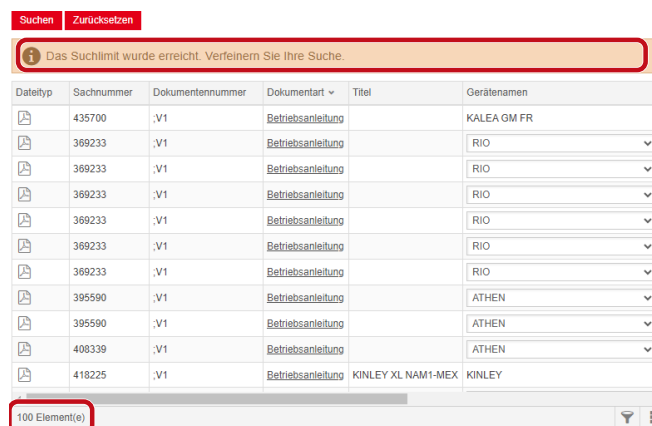 Suchen Zurücksetzen
Das Suchlimit wurde erreicht. Verfeinern Sie Ihre Suche.
Dateityp Sachnummer Dokumentennummer Dokumentart Titel Gerätenamen
435700 ;V1 Betriebsanleitung KALEA GM FR
369233 ;V1 Betriebsanleitung RIO
369233 ;V1 Betriebsanleitung RIO
369233 ;V1 Betriebsanleitung RIO
369233 ;V1 Betriebsanleitung RIO
369233 ;V1 Betriebsanleitung RIO
369233 ;V1 Betriebsanleitung RIO
395590 ;V1 Betriebsanleitung ATHEN
395590 ;V1 Betriebsanleitung ATHEN
408339 ;V1 Betriebsanleitung ATHEN
418225 ;V1 Betriebsanleitung KINLEY XL NAM1-MEX KINLEY
100 Element(e)